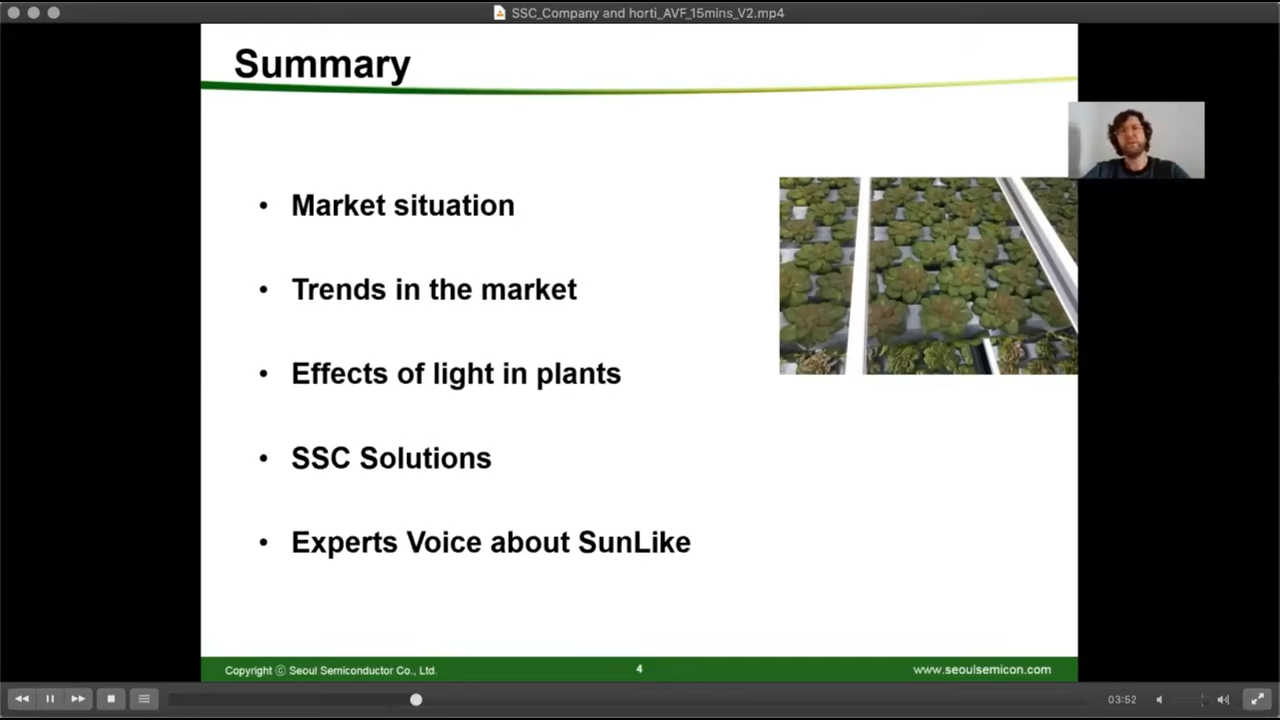 SSC_Company and horti_AVF_15mins_V2.mp4
Summary
• Market situation
• Trends in the market
• Effects of light in plants
• SSC Solutions
• Experts Voice about SunLike
Copyright ⓒ Seoul Semiconductor Co., Ltd.
4
www.seoulsemicon.com
03:52